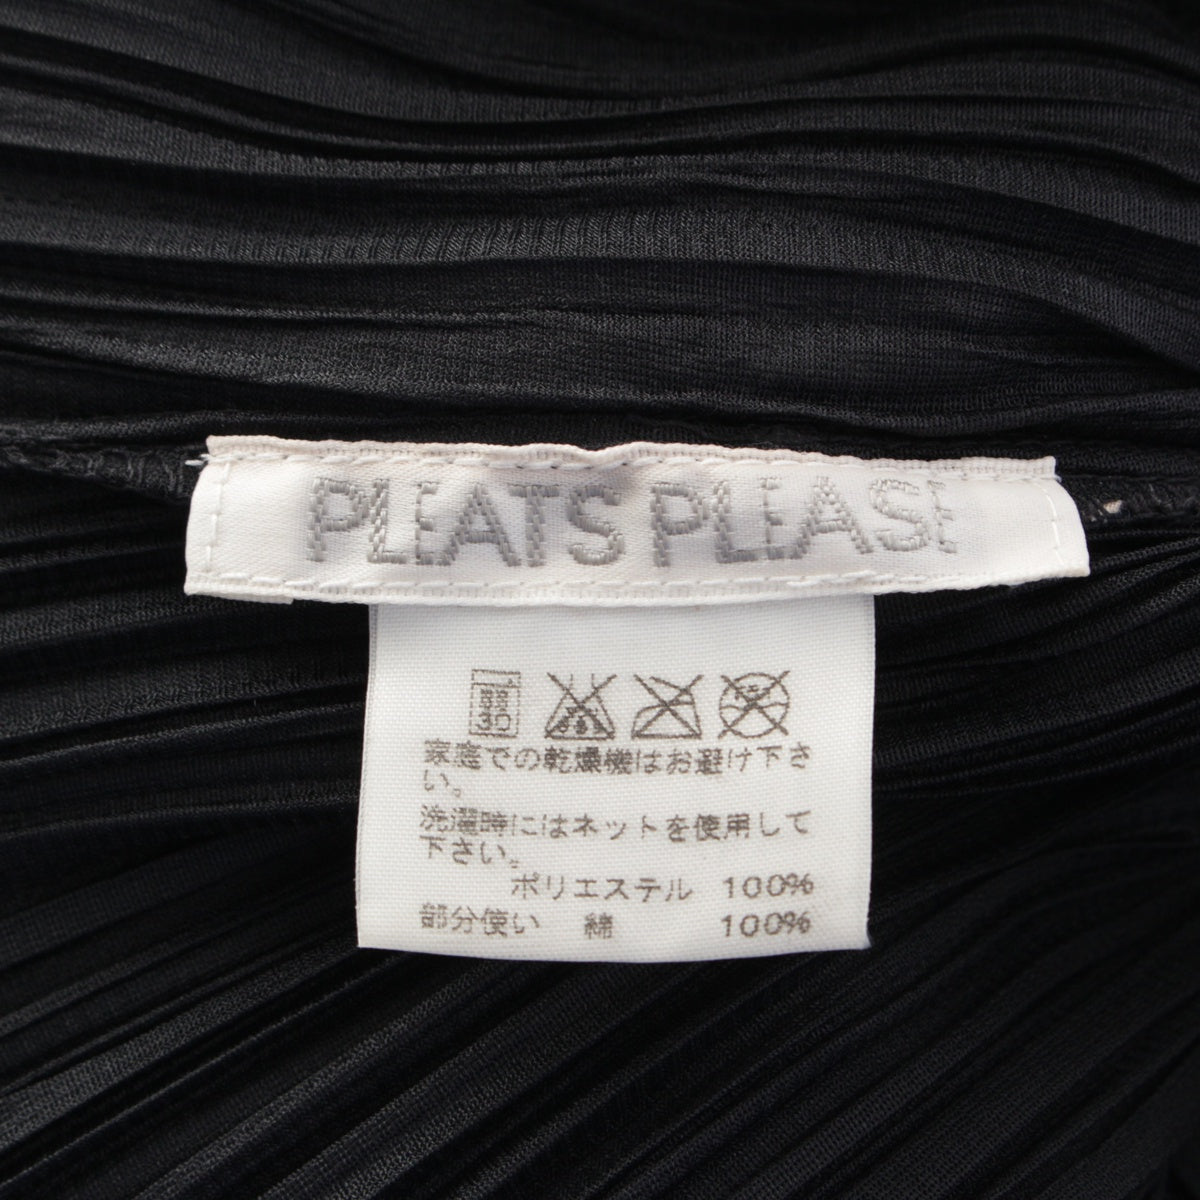 PLEATS PLEASE
30
家庭での乾燥機はお避け下さ
い。
洗濯時にはネットを使用して
下さい。
ポリエステル 100%
部分使い 綿 100%